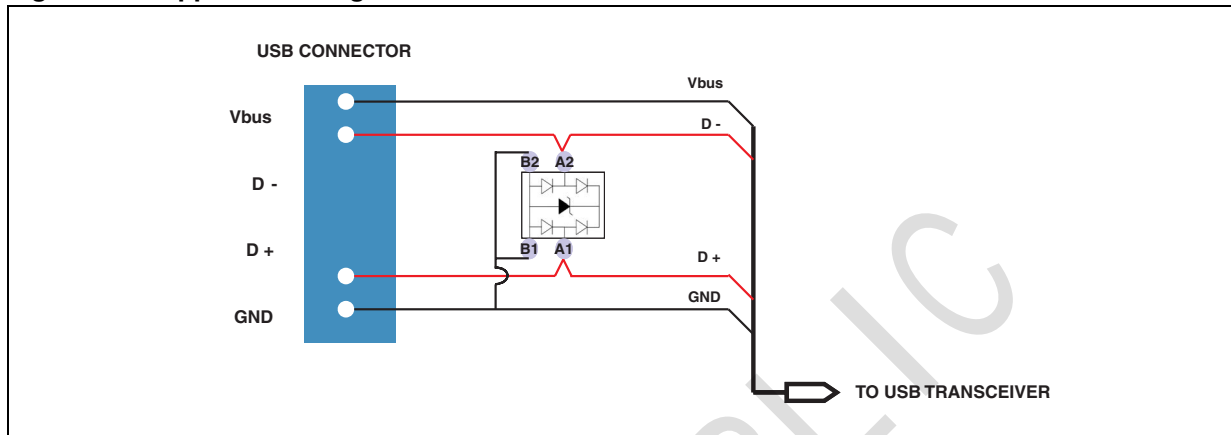 USB CONNECTOR
Vbus
Vbus
D -
D -
B2 A2
B1 A1
D +
D +
GND
GND
TO USB TRANSCEIVER